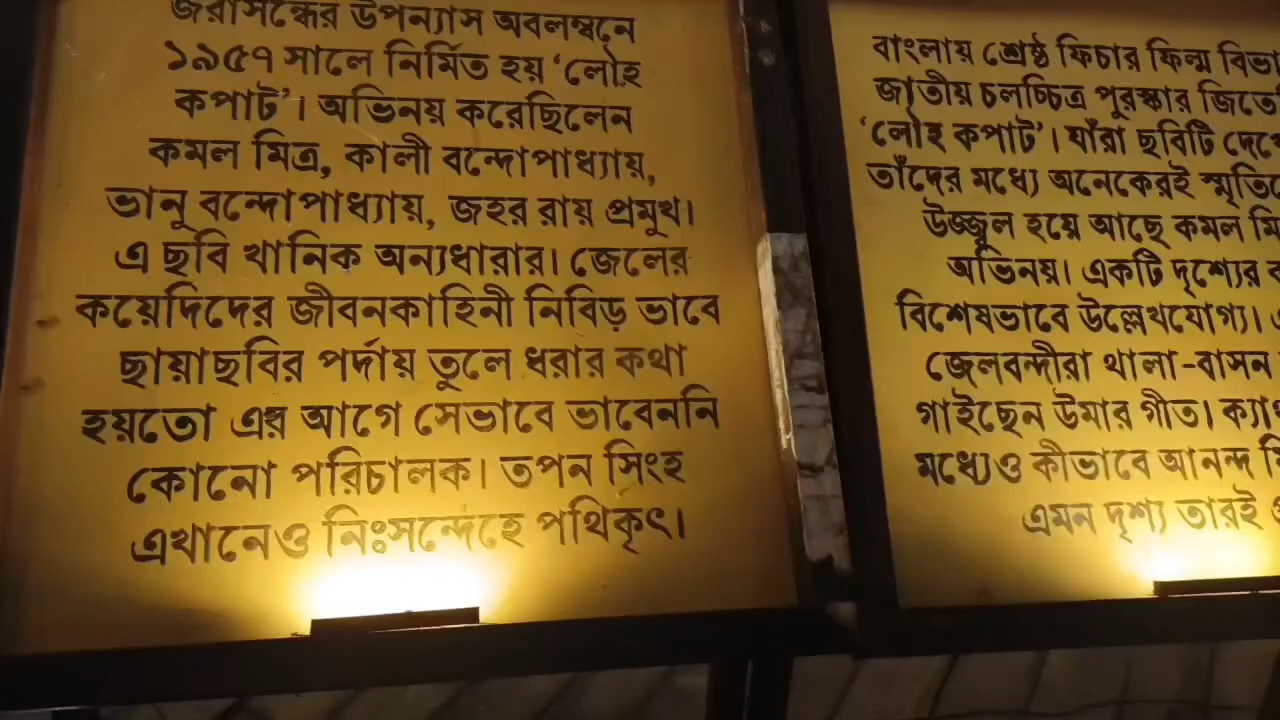 জরাসন্ধের উপন্যাস অবলম্বনে
১৯৫৭ সালে নির্মিত হয় ‘লৌহ
কপাট’। অভিনয় করেছিলেন
কমল মিত্র, কালী বন্দোপাধ্যায়,
ভানু বন্দোপাধ্যায়, জহর রায় প্রমুখ।
এ ছবি খানিক অন্যধারার। জেলের
কয়েদিদের জীবনকাহিনী নিবিড় ভাবে
ছায়াছবির পর্দায় তুলে ধরার কথা
হয়তো এর আগে সেভাবে ভাবেননি
কোনো পরিচালক। তপন সিংহ
এখানেও নিঃসন্দেহে পথিকৃৎ।
বাংলায় শ্রেষ্ঠ ফিচার ফিল্ম
জাতীয় চলচ্চিত্র পুরস্কার
‘লৌহ কপাট’। যাঁরা ছবিটি
তাঁদের মধ্যে অনেকেরই
উজ্জ্বল হয়ে আছে কমল
অভিনয়। একটি দৃশ্যের
বিশেষভাবে উল্লেখযোগ্য।
জেলবন্দীরা থালা-বাসন
গাইছেন উমার গীত।
মধ্যেও কীভাবে আনন্দ
এমন দৃশ্য তারই